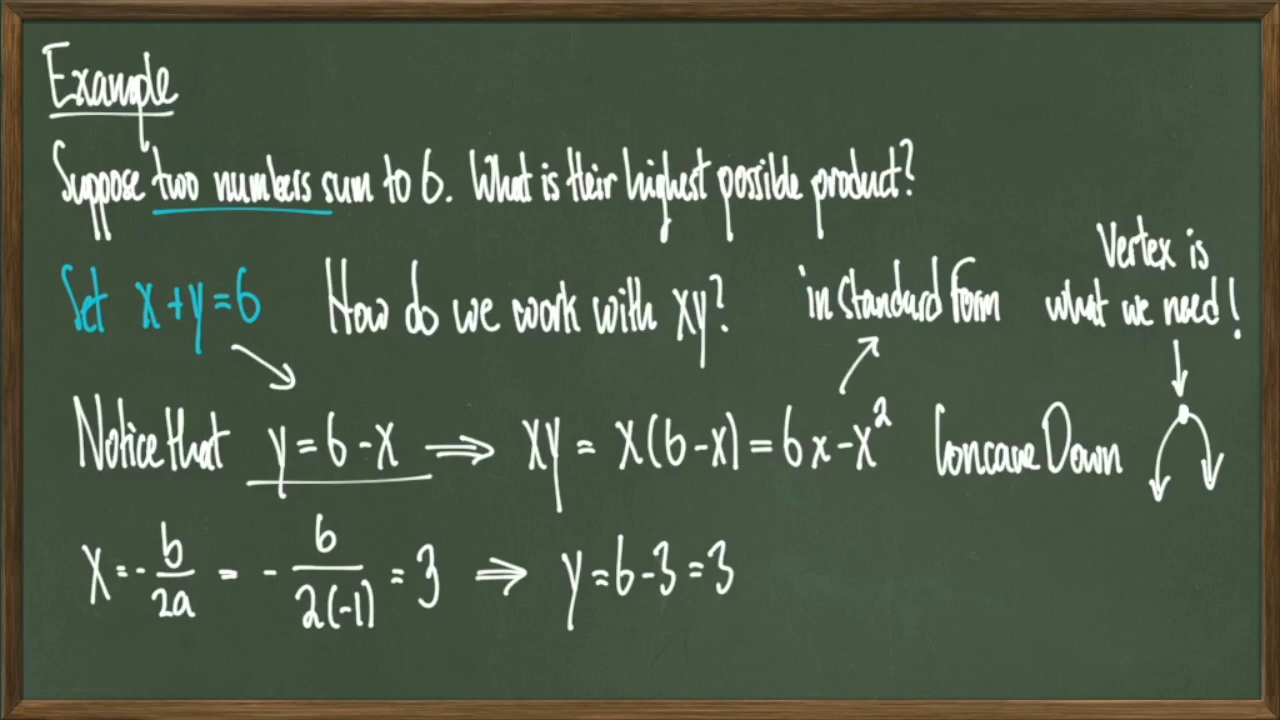 Example
Suppose two numbers sum to 6. What is their highest possible product?
Set x+y=6 How do we work with xy? in standard form Vertex is
what we need!
Notice that y=6-x ⟹ xy = x(6-x) = 6x-x² Concave Down
x = -b/2a = - 6/2(-1) = 3 ⟹ y=6-3=3